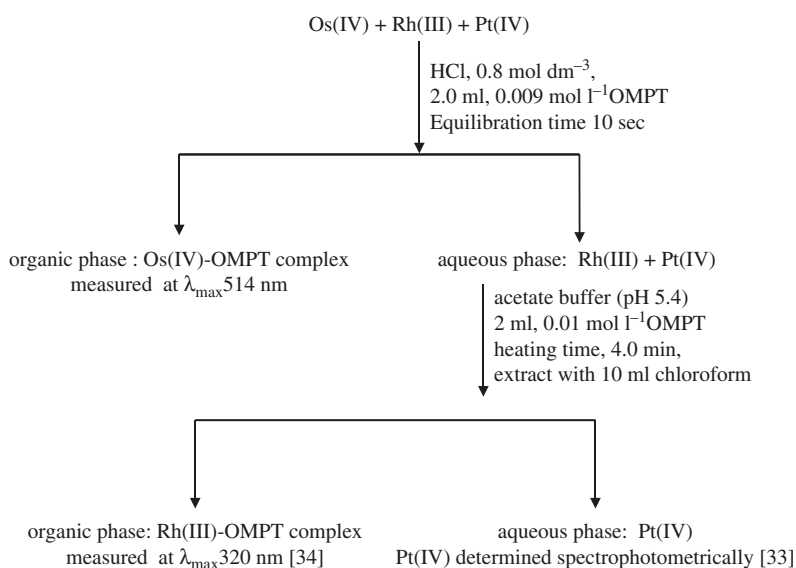 Os(IV) + Rh(III) + Pt(IV)
HCl, 0.8 mol dm⁻³,
2.0 ml, 0.009 mol l⁻¹OMPT
Equilibration time 10 sec
organic phase : Os(IV)-OMPT complex
measured at λmax514 nm
aqueous phase: Rh(III) + Pt(IV)
acetate buffer (pH 5.4)
2 ml, 0.01 mol l⁻¹OMPT
heating time, 4.0 min,
extract with 10 ml chloroform
organic phase: Rh(III)-OMPT complex
measured at λmax320 nm [34]
aqueous phase: Pt(IV)
Pt(IV) determined spectrophotometrically [33]